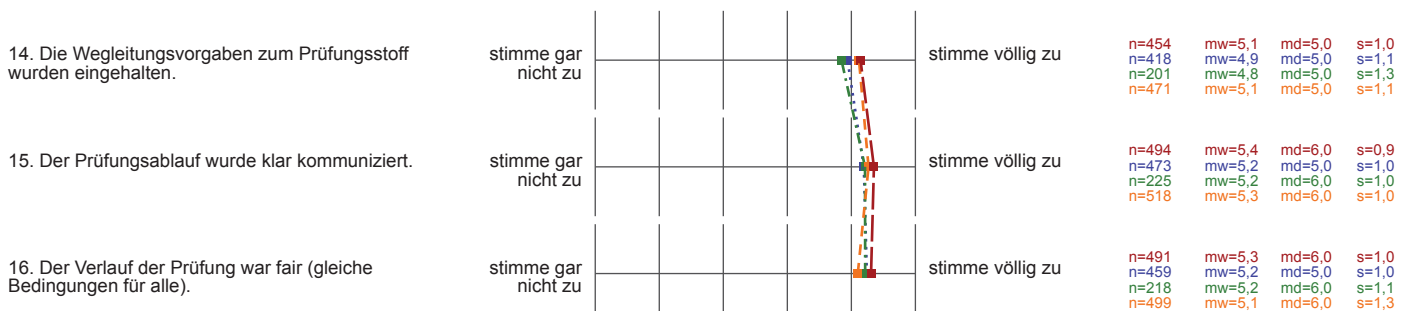 14. Die Wegleitungsvorgaben zum Prüfungsstoff
wurden eingehalten.
stimme gar
nicht zu
stimme völlig zu
n=454 mw=5,1 md=5,0 s=1,0
n=418 mw=4,9 md=5,0 s=1,1
n=201 mw=4,8 md=5,0 s=1,3
n=471 mw=5,1 md=5,0 s=1,1
15. Der Prüfungsablauf wurde klar kommuniziert.
stimme gar
nicht zu
stimme völlig zu
n=494 mw=5,4 md=6,0 s=0,9
n=473 mw=5,2 md=5,0 s=1,0
n=225 mw=5,2 md=6,0 s=1,0
n=518 mw=5,3 md=6,0 s=1,0
16. Der Verlauf der Prüfung war fair (gleiche
Bedingungen für alle).
stimme gar
nicht zu
stimme völlig zu
n=491 mw=5,3 md=6,0 s=1,0
n=459 mw=5,2 md=5,0 s=1,0
n=218 mw=5,2 md=6,0 s=1,1
n=499 mw=5,1 md=6,0 s=1,3